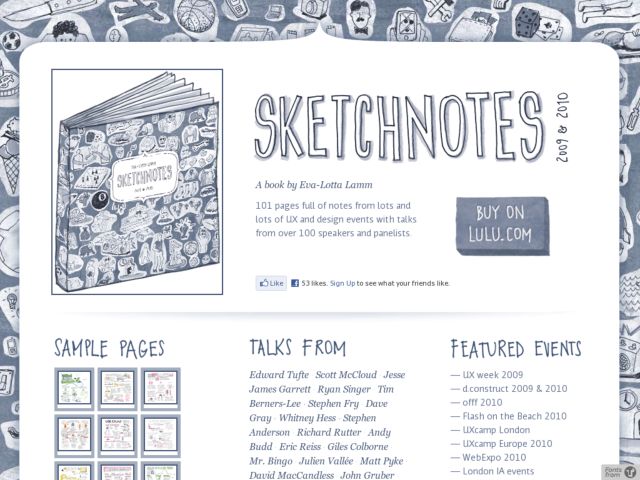 SKETCHNOTES
2009 & 2010
SKETCHNOTES
A book by Eva-Lotta Lamm
101 pages full of notes from lots and
lots of UX and design events with talks
from over 100 speakers and panelists.
BUY ON
LULU.COM
Like
53 likes. Sign Up to see what your friends like.
SAMPLE PAGES
TALKS FROM
Edward Tufte Scott McCloud Jesse
James Garrett Ryan Singer Tim
Berners-Lee Stephen Fry Dave
Gray Whitney Hess Stephen
Anderson Richard Rutter Andy
Budd Eric Reiss Giles Colborne
Mr. Bingo Julien Vallée Matt Pyke
David MacCandless John Gruber
FEATURED EVENTS
— UX week 2009
— d.construct 2009 & 2010
— offf 2010
— Flash on the Beach 2010
— UXcamp London
— UXcamp Europe 2010
— WebExpo 2010
— London IA events
Fonts
from